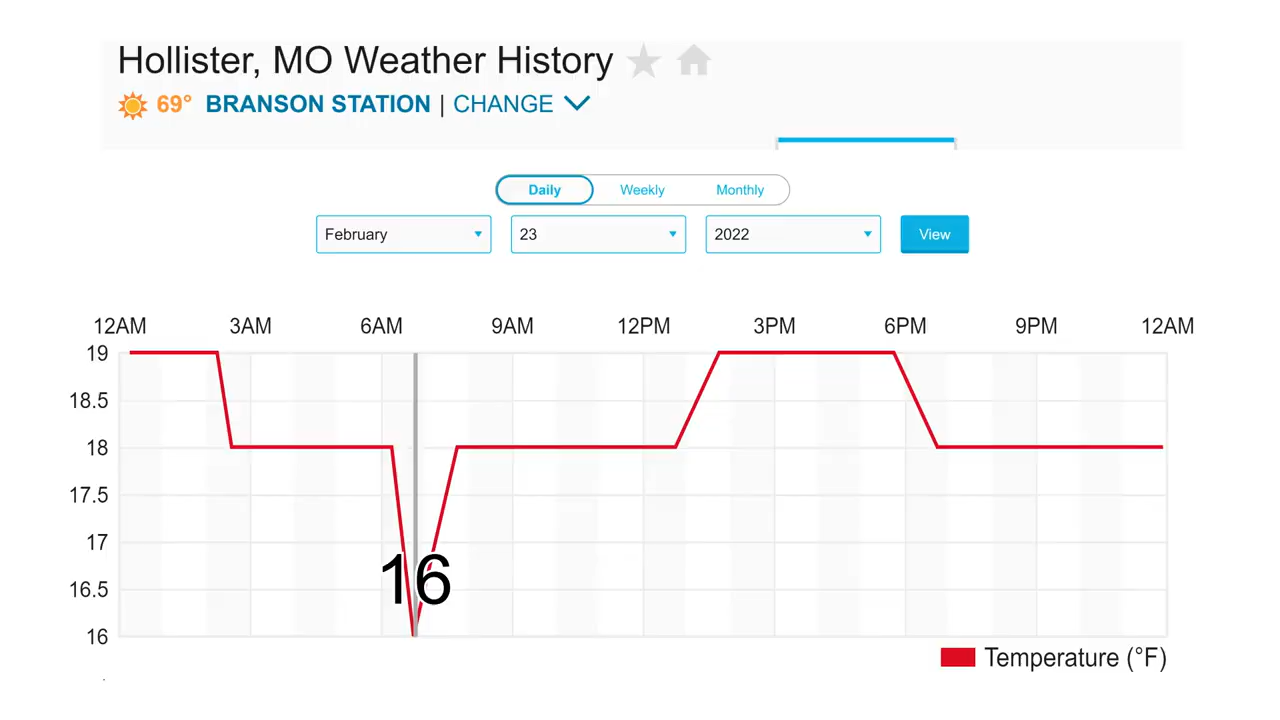 Hollister, MO Weather History
69° BRANSON STATION | CHANGE
Daily Weekly Monthly
February 23 2022 View
12AM 3AM 6AM 9AM 12PM 3PM 6PM 9PM 12AM
19
18.5
18
17.5
17
16.5
16
16
Temperature (°F)